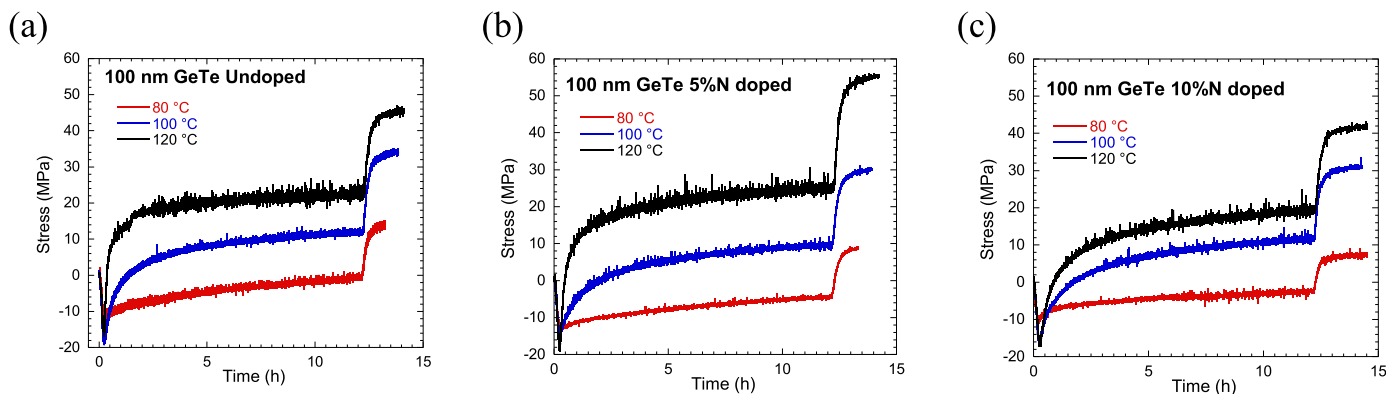 (a)
100 nm GeTe Undoped
80 °C
100 °C
120 °C
Stress (MPa)
60
50
40
30
20
10
0
-10
-20
0
5
10
15
Time (h)
(b)
100 nm GeTe 5%N doped
80 °C
100 °C
120 °C
Stress (MPa)
60
50
40
30
20
10
0
-10
-20
0
5
10
15
Time (h)
(c)
100 nm GeTe 10%N doped
80 °C
100 °C
120 °C
Stress (MPa)
60
50
40
30
20
10
0
-10
-20
0
5
10
15
Time (h)